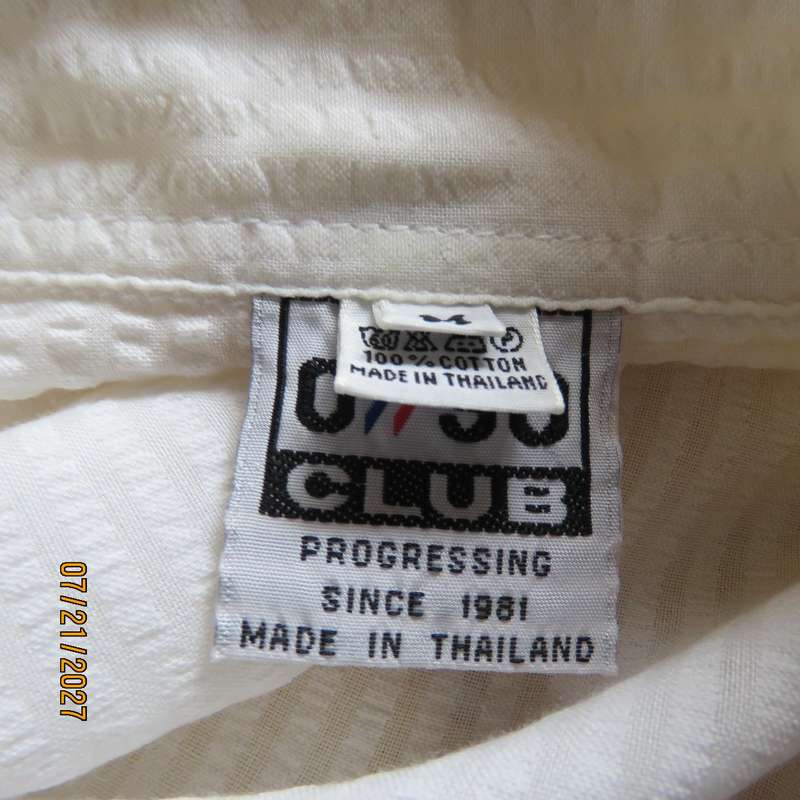 100% COTTON
MADE IN THAILAND
CLUB
PROGRESSING
SINCE 1981
MADE IN THAILAND
07/21/2027